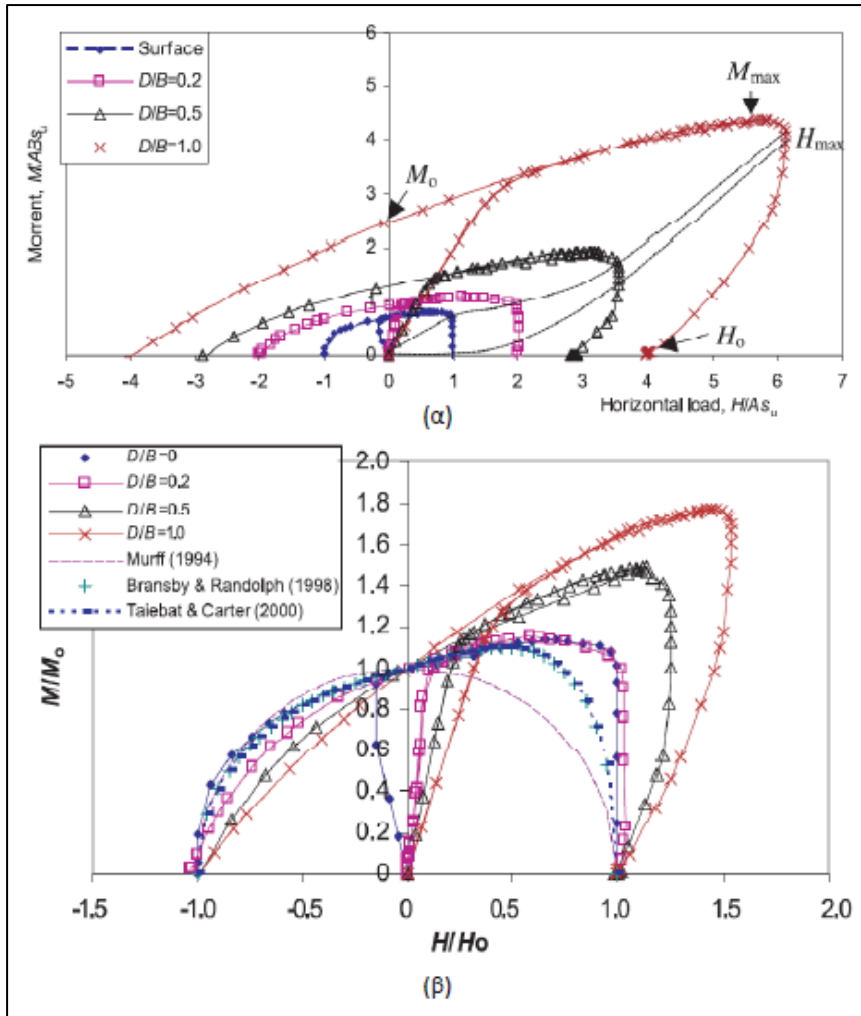 6
5
4
3
2
1
0
Morrent, M/ABsᵤ
Surface
D/B=0.2
D/B=0.5
D/B=1.0
Mmax
Hmax
Mₒ
Hₒ
-5 -4 -3 -2 -1 0 1 2 3 4 5 6 7
Horizontal load, H/Asᵤ
(α)
D/B=0
D/B=0.2
D/B=0.5
D/B=1.0
Murff (1994)
Bransby & Randolph (1998)
Taiebat & Carter (2000)
M/Mₒ
2.0
1.8
1.6
1.4
1.2
1.0
0.8
0.6
0.4
0.2
0
-1.5 -1.0 -0.5 0 0.5 1.0 1.5 2.0
H/Ho
(β)